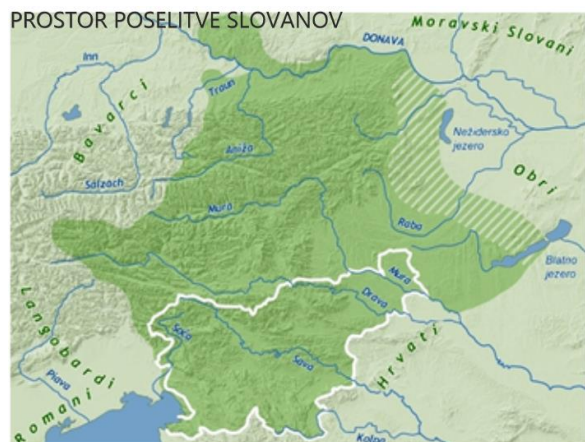 PROSTOR POSELITVE SLOVANOV
Moravski Slovani
DONAVA
Inn
Traun
Bavarci
Nežidersko
jezero
Aniža
Obri
Salzach
Mura
Raba
Blatno
jezero
Mura
Drava
Langobardi
Soča
Sava
Hrvati
Piava
Romani
Kolpa